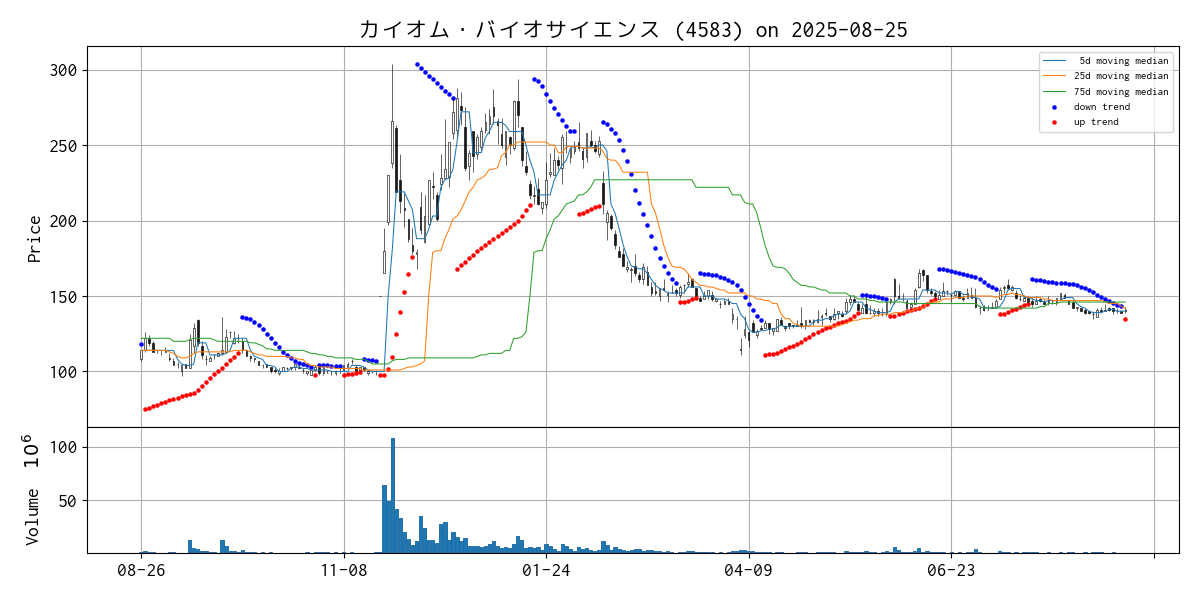 カイオム・バイオサイエンス (4583) on 2025-08-25
5d moving median
25d moving median
75d moving median
down trend
up trend
Price
300
250
200
150
100
Volume 10^6
100
50
08-26 11-08 01-24 04-09 06-23